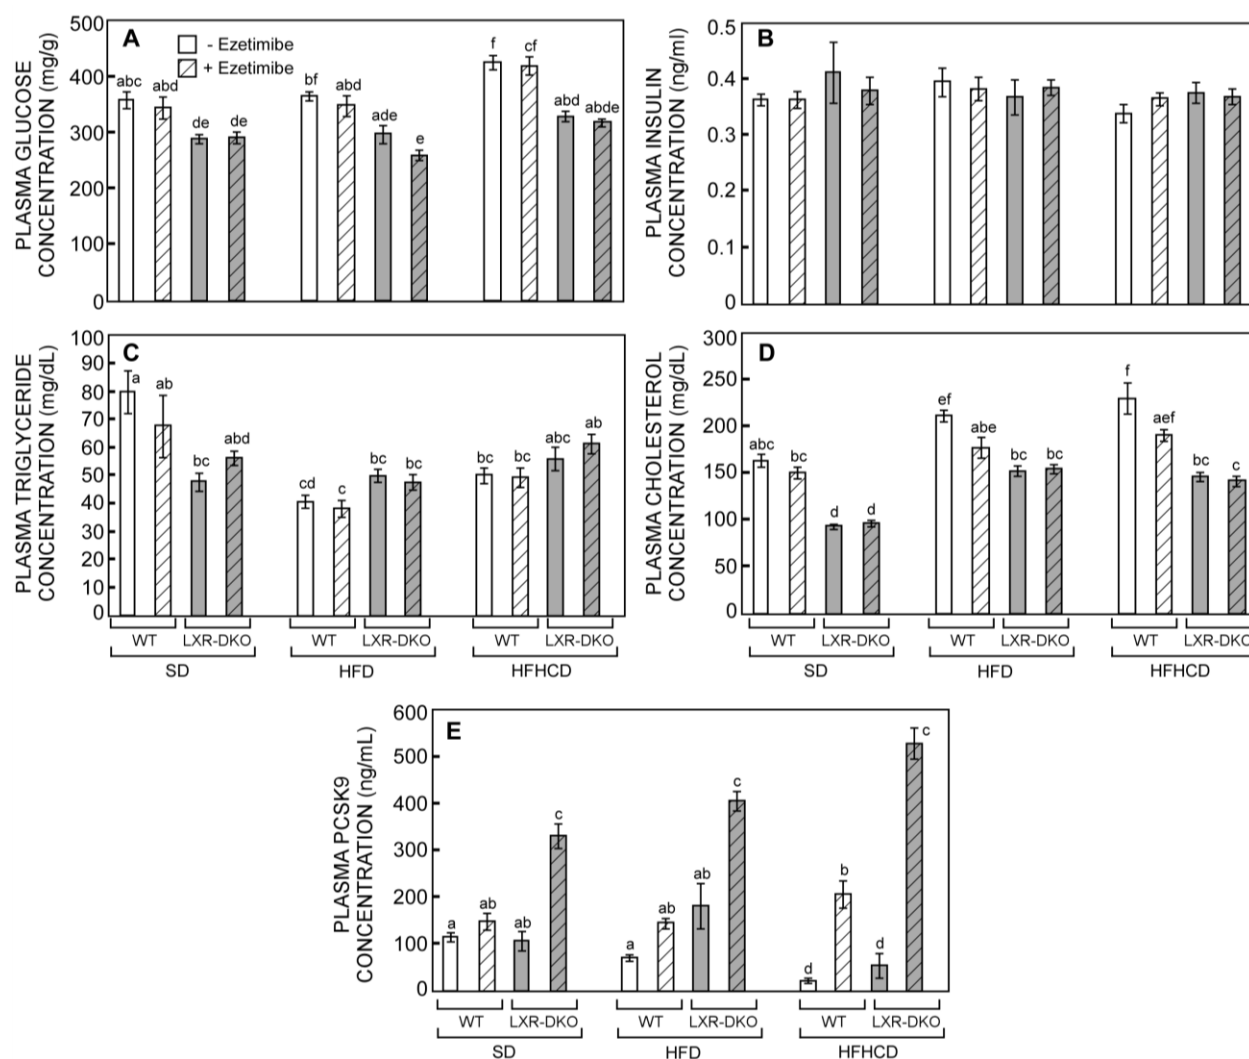 A
- Ezetimibe
+ Ezetimibe
PLASMA GLUCOSE
CONCENTRATION (mg/g)
500
400
300
200
100
0
abc abd de de bf abd ade e f cf abd abde
B
PLASMA INSULIN
CONCENTRATION (ng/ml)
0.5
0.4
0.3
0.2
0.1
0
C
PLASMA TRIGLYCERIDE
CONCENTRATION (mg/dL)
100
90
80
70
60
50
40
30
20
10
0
a ab bc abd cd c bc bc bc bc abc ab
WT LXR-DKO WT LXR-DKO WT LXR-DKO
SD HFD HFHCD
D
PLASMA CHOLESTEROL
CONCENTRATION (mg/dL)
300
250
200
150
100
50
0
abc bc d d ef abe bc bc f aef bc c
WT LXR-DKO WT LXR-DKO WT LXR-DKO
SD HFD HFHCD
E
PLASMA PCSK9
CONCENTRATION (ng/mL)
600
500
400
300
200
100
0
a ab ab c a ab ab c d b d c
WT LXR-DKO WT LXR-DKO WT LXR-DKO
SD HFD HFHCD